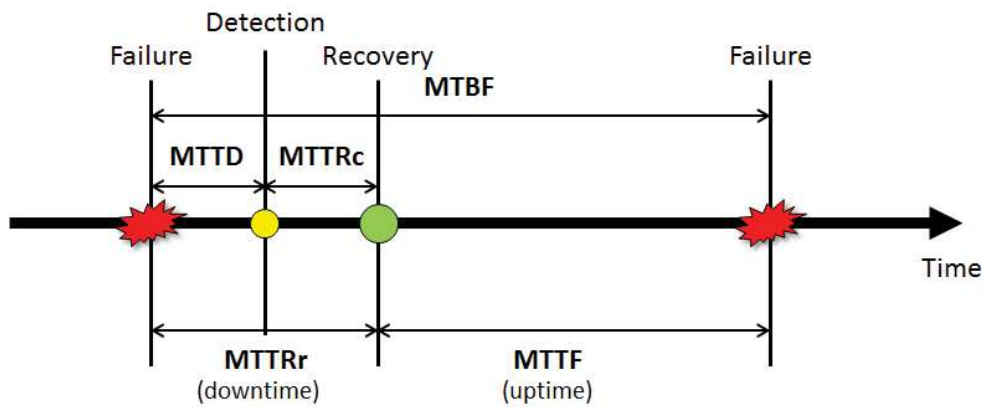 Detection
Failure
Recovery
Failure
MTBF
MTTD
MTTRc
Time
MTTRr
(downtime)
MTTF
(uptime)